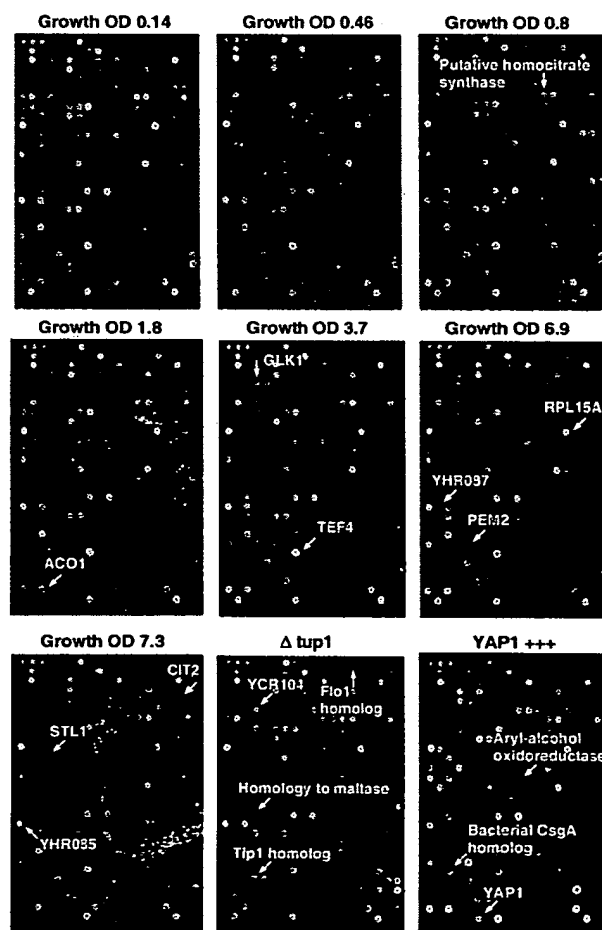 Growth OD 0.14
Growth OD 0.46
Growth OD 0.8
Putative homocitrate
synthase
Growth OD 1.8
Growth OD 3.7
Growth OD 6.9
ACO1
GLK1
TEF4
RPL15A
YHR087
PEM2
Growth OD 7.3
Δ tup1
YAP1 +++
CIT2
STL1
YHR085
YCR104
Flo1
homolog
Homology to maltase
Tip1 homolog
Aryl-alcohol
oxidoreductase
Bacterial CsgA
homolog
YAP1